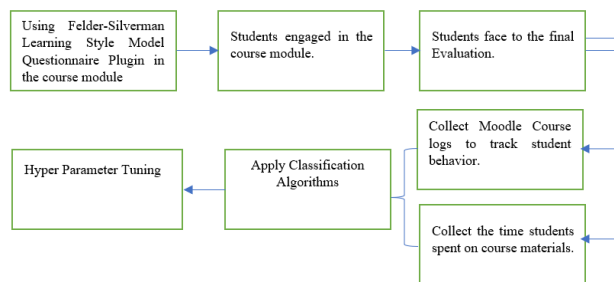 Using Felder-Silverman
Learning Style Model
Questionnaire Plugin in
the course module
Students engaged in the
course module.
Students face to the final
Evaluation.
Collect Moodle Course
logs to track student
behavior.
Hyper Parameter Tuning
Apply Classification
Algorithms
Collect the time students
spent on course materials.